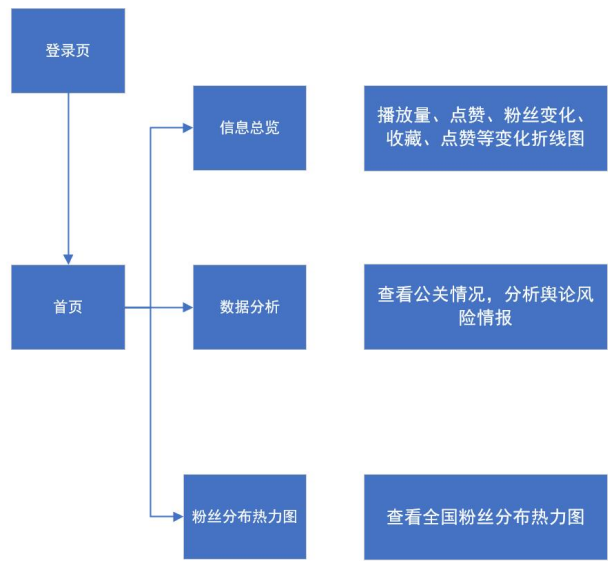 登录页
信息总览
播放量、点赞、粉丝变化、
收藏、点赞等变化折线图
首页
数据分析
查看公关情况，分析舆论风
险情报
粉丝分布热力图
查看全国粉丝分布热力图